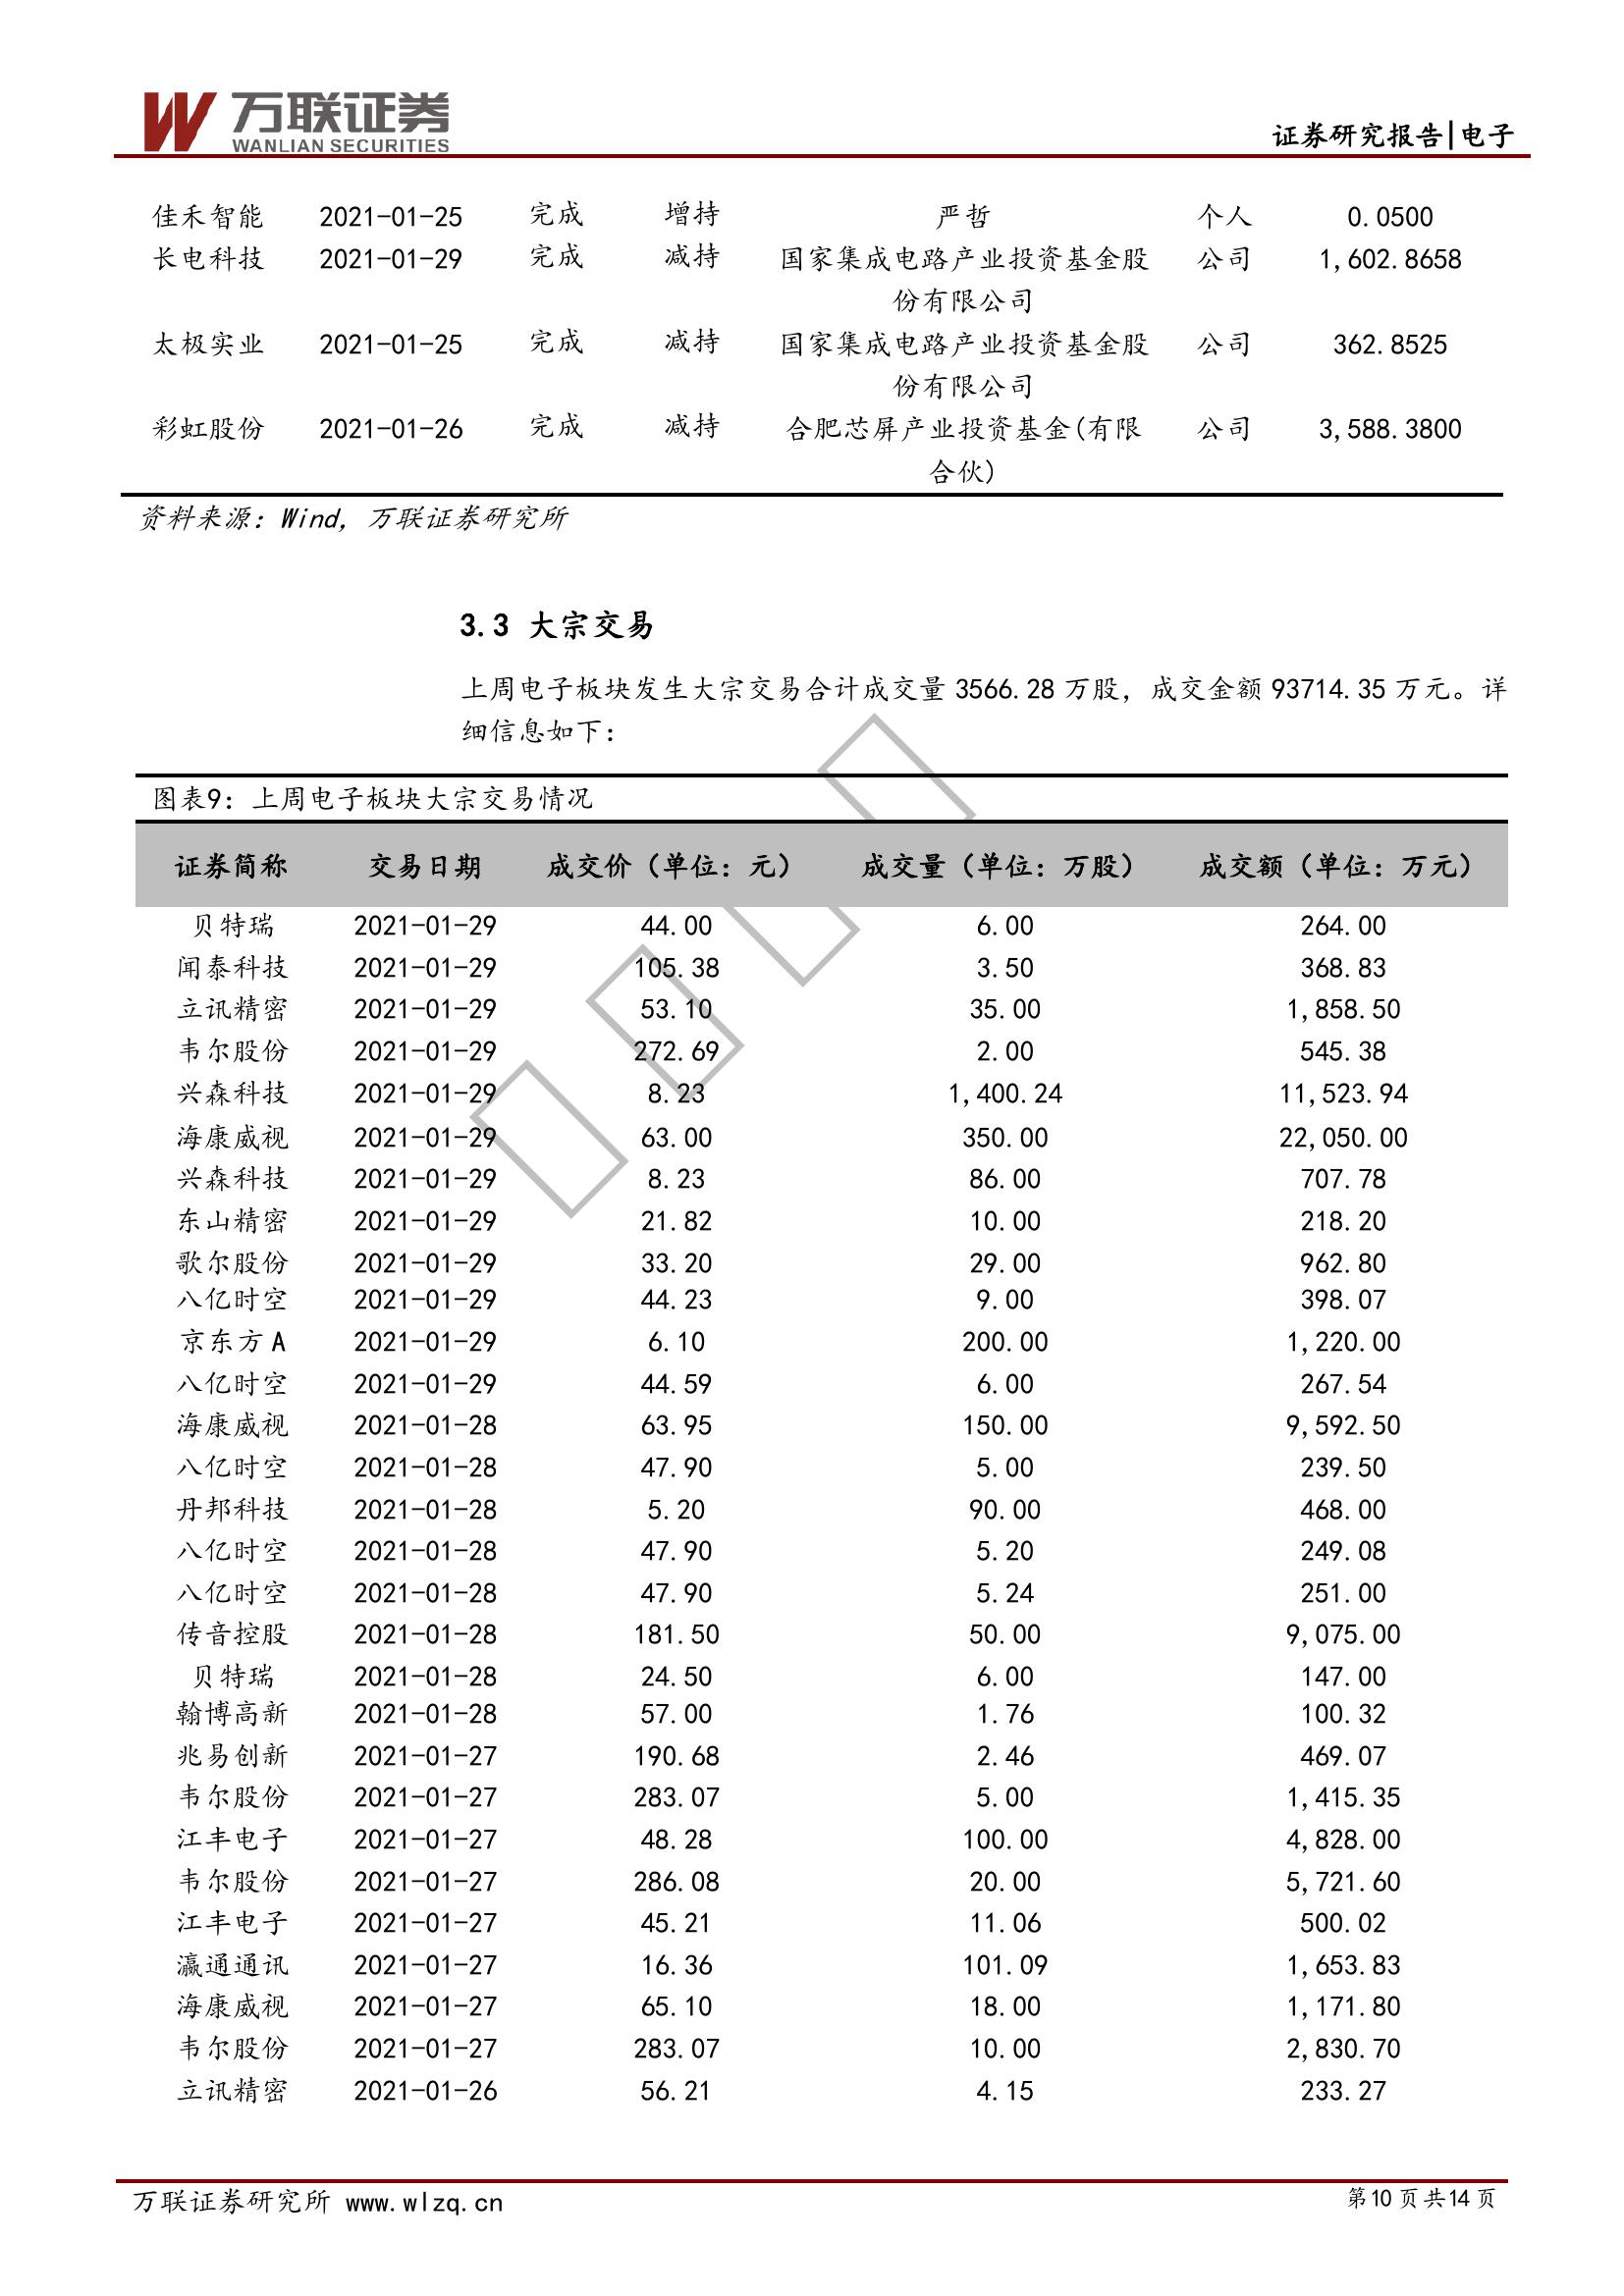 万联证券
WANLIAN SECURITIES
证券研究报告|电子
佳禾智能 2021-01-25 完成 增持 严哲 个人 0.0500
长电科技 2021-01-29 完成 减持 国家集成电路产业投资基金股 公司 1,602.8658
份有限公司
太极实业 2021-01-25 完成 减持 国家集成电路产业投资基金股 公司 362.8525
份有限公司
彩虹股份 2021-01-26 完成 减持 合肥芯屏产业投资基金(有限 公司 3,588.3800
合伙)
资料来源：Wind, 万联证券研究所
3.3 大宗交易
上周电子板块发生大宗交易合计成交量 3566.28 万股，成交金额 93714.35 万元。详
细信息如下：
图表9：上周电子板块大宗交易情况
证券简称 交易日期 成交价（单位：元） 成交量（单位：万股） 成交额（单位：万元）
贝特瑞 2021-01-29 44.00 6.00 264.00
闻泰科技 2021-01-29 105.38 3.50 368.83
立讯精密 2021-01-29 53.10 35.00 1,858.50
韦尔股份 2021-01-29 272.69 2.00 545.38
兴森科技 2021-01-29 8.23 1,400.24 11,523.94
海康威视 2021-01-29 63.00 350.00 22,050.00
兴森科技 2021-01-29 8.23 86.00 707.78
东山精密 2021-01-29 21.82 10.00 218.20
歌尔股份 2021-01-29 33.20 29.00 962.80
八亿时空 2021-01-29 44.23 9.00 398.07
京东方 A 2021-01-29 6.10 200.00 1,220.00
八亿时空 2021-01-29 44.59 6.00 267.54
海康威视 2021-01-28 63.95 150.00 9,592.50
八亿时空 2021-01-28 47.90 5.00 239.50
丹邦科技 2021-01-28 5.20 90.00 468.00
八亿时空 2021-01-28 47.90 5.20 249.08
八亿时空 2021-01-28 47.90 5.24 251.00
传音控股 2021-01-28 181.50 50.00 9,075.00
贝特瑞 2021-01-28 24.50 6.00 147.00
翰博高新 2021-01-28 57.00 1.76 100.32
兆易创新 2021-01-27 190.68 2.46 469.07
韦尔股份 2021-01-27 283.07 5.00 1,415.35
江丰电子 2021-01-27 48.28 100.00 4,828.00
韦尔股份 2021-01-27 286.08 20.00 5,721.60
江丰电子 2021-01-27 45.21 11.06 500.02
瀛通通讯 2021-01-27 16.36 101.09 1,653.83
海康威视 2021-01-27 65.10 18.00 1,171.80
韦尔股份 2021-01-27 283.07 10.00 2,830.70
立讯精密 2021-01-26 56.21 4.15 233.27
万联证券研究所 www.wlzq.cn
第10 页 共14 页